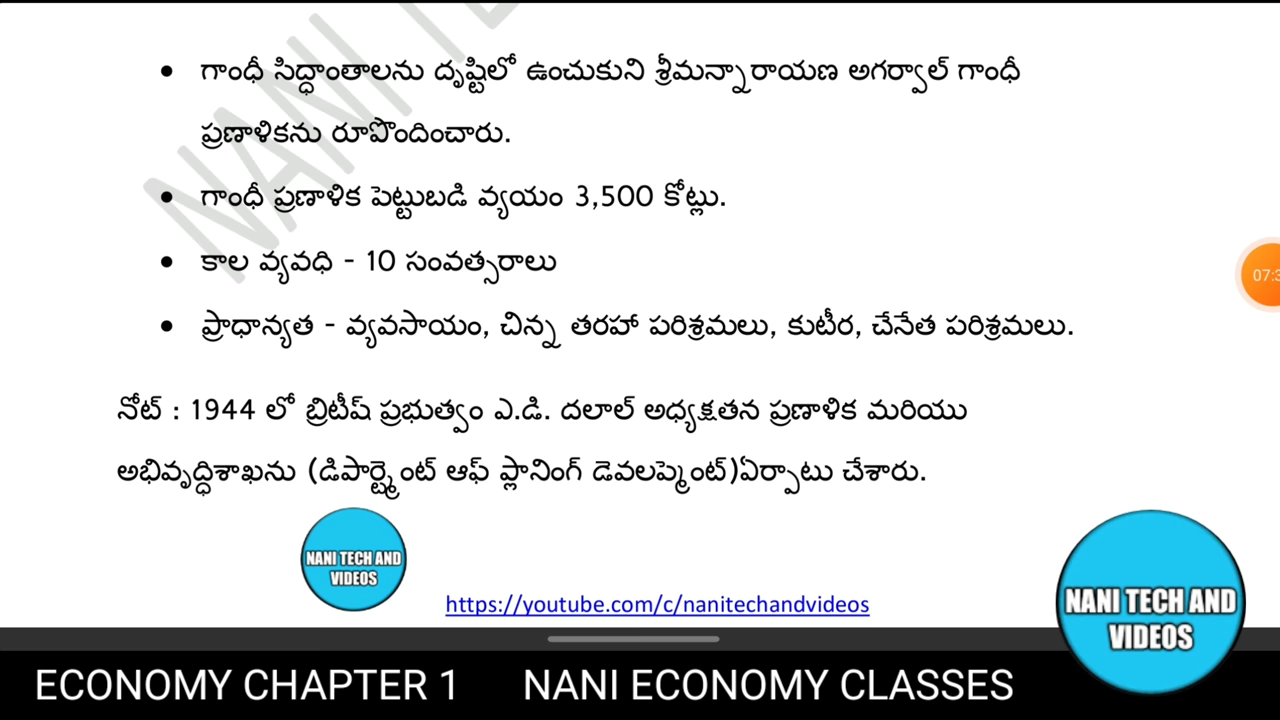 • గాంధీ సిద్ధాంతాలను దృష్టిలో ఉంచుకుని శ్రీమన్నారాయణ అగర్వాల్ గాంధీ
ప్రణాళికను రూపొందించారు.
• గాంధీ ప్రణాళిక పెట్టుబడి వ్యయం 3,500 కోట్లు.
• కాల వ్యవధి - 10 సంవత్సరాలు
• ప్రాధాన్యత - వ్యవసాయం, చిన్న తరహా పరిశ్రమలు, కుటీర, చేనేత పరిశ్రమలు.
నోట్ : 1944 లో బ్రిటీష్ ప్రభుత్వం ఎ.డి. దలాల్ అధ్యక్షతన ప్రణాళిక మరియు
అభివృద్ధిశాఖను (డిపార్ట్మెంట్ ఆఫ్ ప్లానింగ్ డెవలప్మెంట్)ఏర్పాటు చేశారు.
NANI TECH AND
VIDEOS
https://youtube.com/c/nanitechandvideos
NANI TECH AND
VIDEOS
ECONOMY CHAPTER 1 NANI ECONOMY CLASSES
NANI